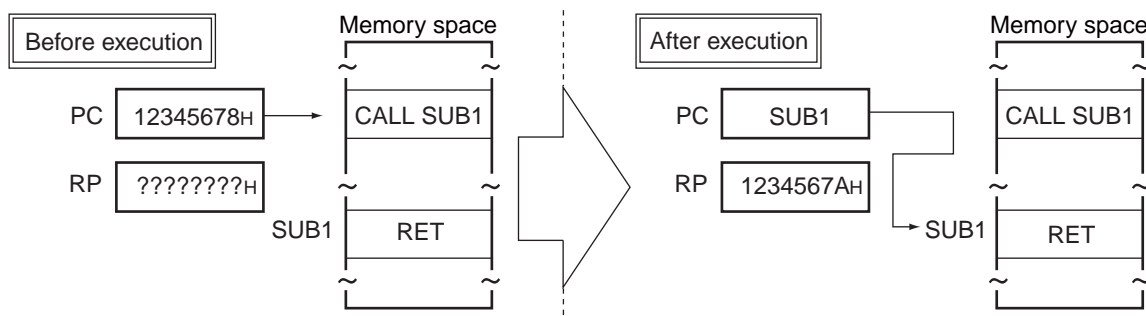 Before execution
Memory space
PC 12345678H
CALL SUB1
RP ????????H
SUB1
RET
After execution
Memory space
PC SUB1
CALL SUB1
RP 1234567AH
SUB1
RET